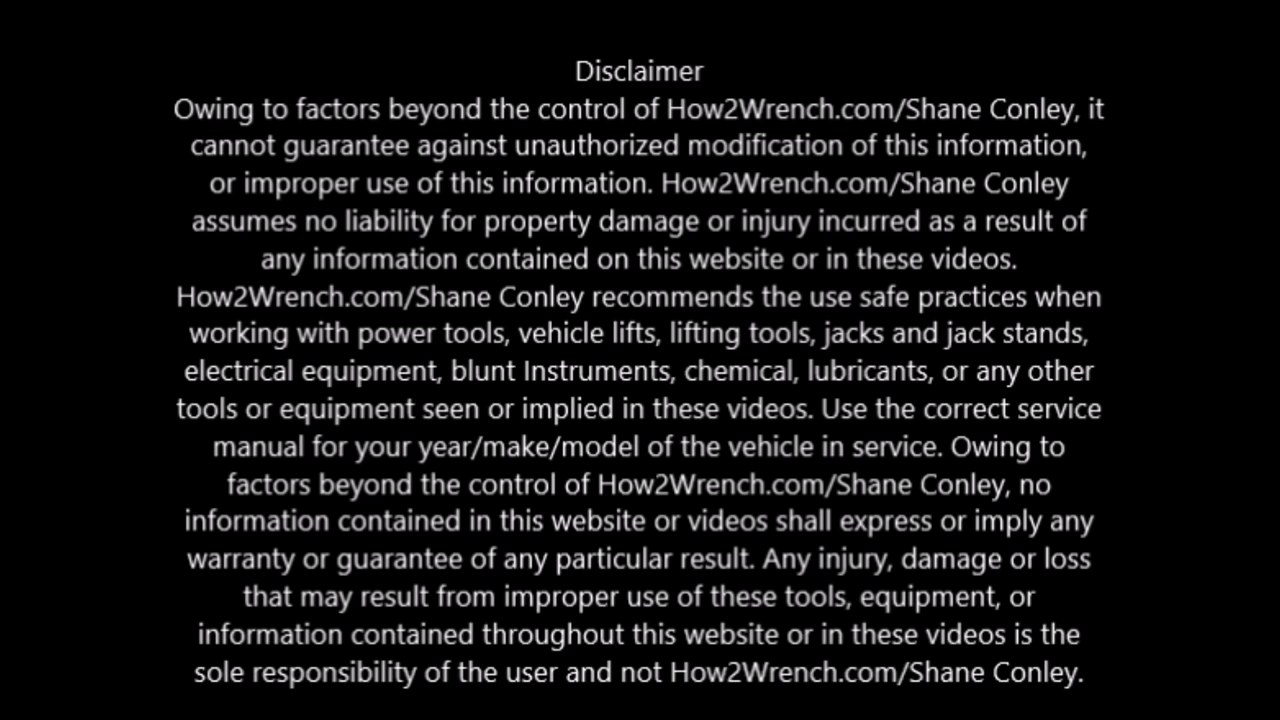 Disclaimer
Owing to factors beyond the control of How2Wrench.com/Shane Conley, it
cannot guarantee against unauthorized modification of this information,
or improper use of this information. How2Wrench.com/Shane Conley
assumes no liability for property damage or injury incurred as a result of
any information contained on this website or in these videos.
How2Wrench.com/Shane Conley recommends the use safe practices when
working with power tools, vehicle lifts, lifting tools, jacks and jack stands,
electrical equipment, blunt Instruments, chemical, lubricants, or any other
tools or equipment seen or implied in these videos. Use the correct service
manual for your year/make/model of the vehicle in service. Owing to
factors beyond the control of How2Wrench.com/Shane Conley, no
information contained in this website or videos shall express or imply any
warranty or guarantee of any particular result. Any injury, damage or loss
that may result from improper use of these tools, equipment, or
information contained throughout this website or in these videos is the
sole responsibility of the user and not How2Wrench.com/Shane Conley.